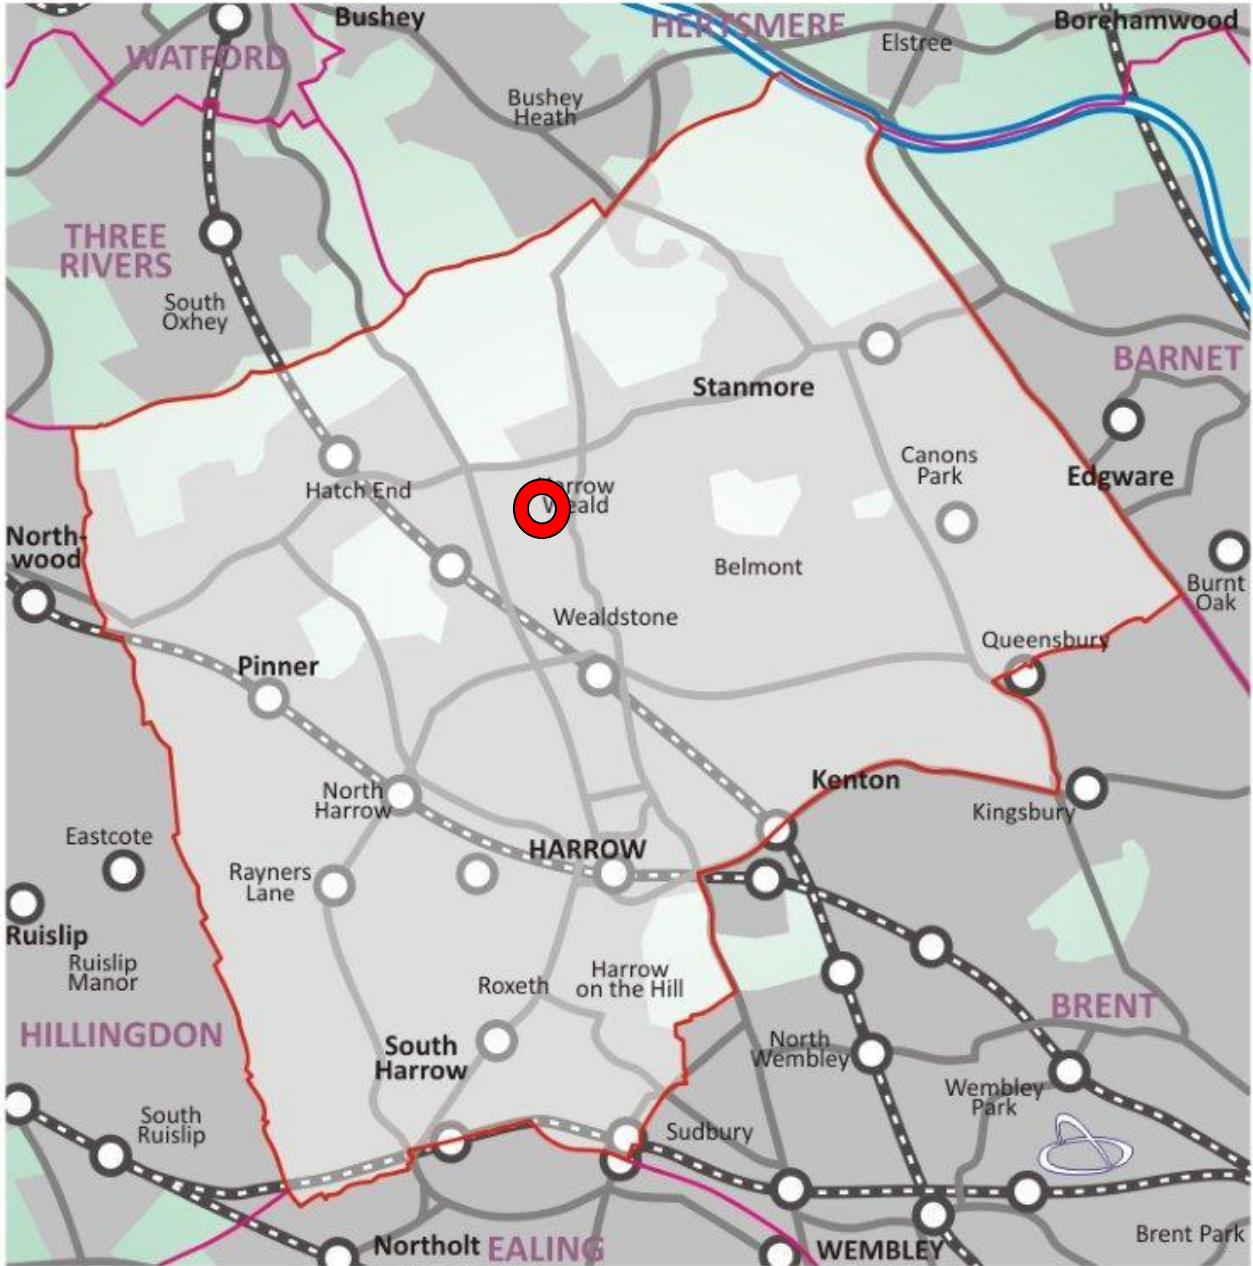 Bushey
HERTSMERE
Borehamwood
WATFORD
Elstree
Bushey
Heath
THREE
RIVERS
South
Oxhey
BARNET
Stanmore
Canons
Park
Edgware
Hatch End
Harrow
Weald
North-
wood
Belmont
Burnt
Oak
Wealdstone
Queensbury
Pinner
Kenton
North
Harrow
Kingsbury
Eastcote
HARROW
Rayners
Lane
Ruislip
Ruislip
Manor
Roxeth
Harrow
on the Hill
BRENT
HILLINGDON
South
Harrow
North
Wembley
Wembley
Park
South
Ruislip
Sudbury
Brent Park
Northolt
EALING
WEMBLEY